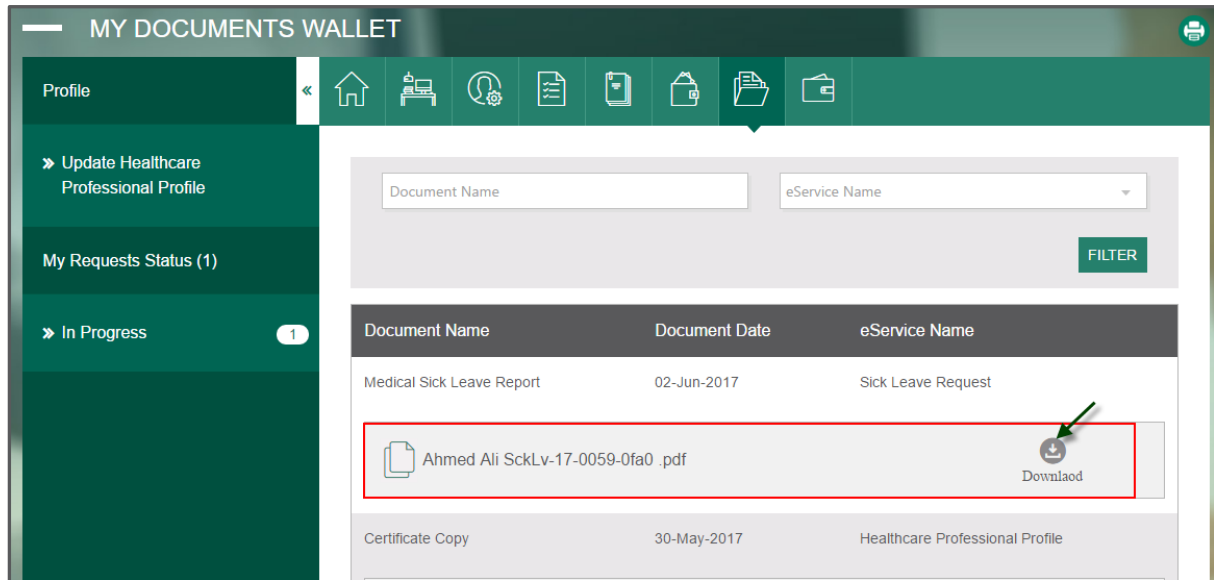 MY DOCUMENTS WALLET
Profile
«
» Update Healthcare
Professional Profile
My Requests Status (1)
» In Progress 1
Document Name
eService Name
FILTER
Document Name Document Date eService Name
Medical Sick Leave Report 02-Jun-2017 Sick Leave Request
Ahmed Ali SckLv-17-0059-0fa0 .pdf
Downlaod
Certificate Copy 30-May-2017 Healthcare Professional Profile